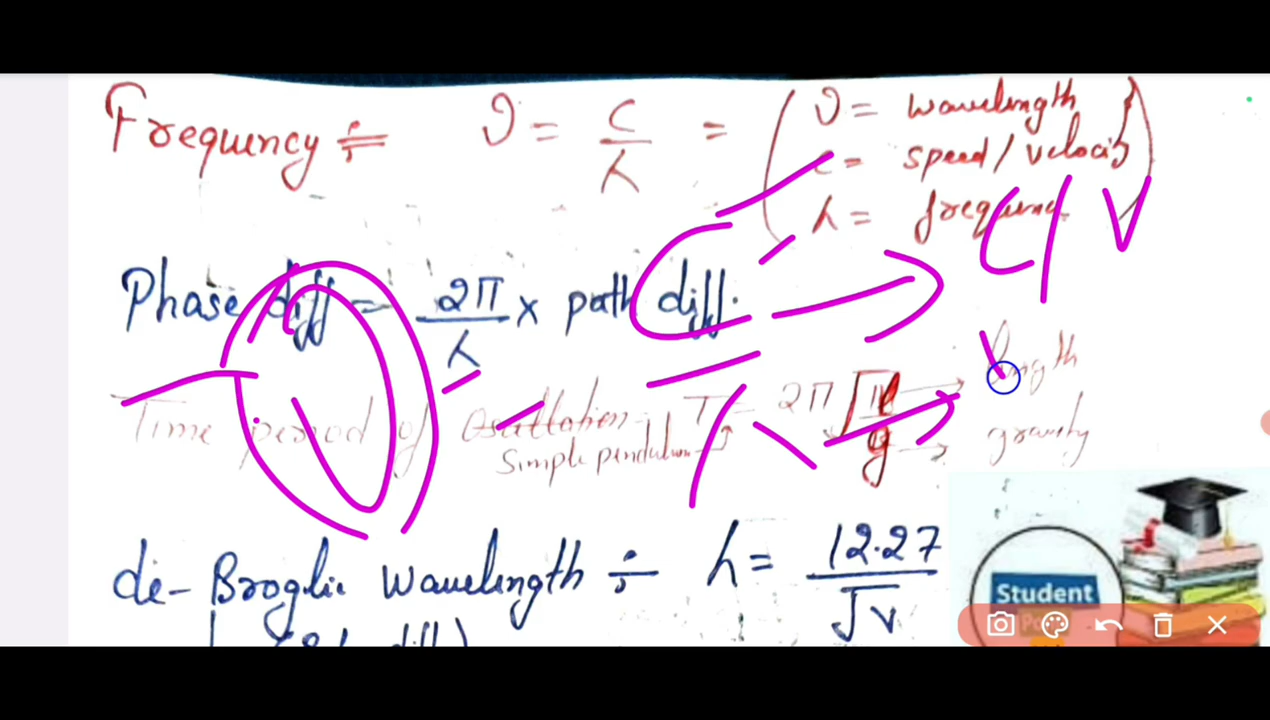 Frequency ÷ ν = c/λ = ( ν = wavelength
c = speed / velocity
λ = frequency )
Phase diff = 2π/λ × path diff.
Time period of Oscillation
simple pendulum T = 2π √ l/g → length
→ gravity
de-Broglie wavelength ÷ λ = 12.27/√v
Student
C / V